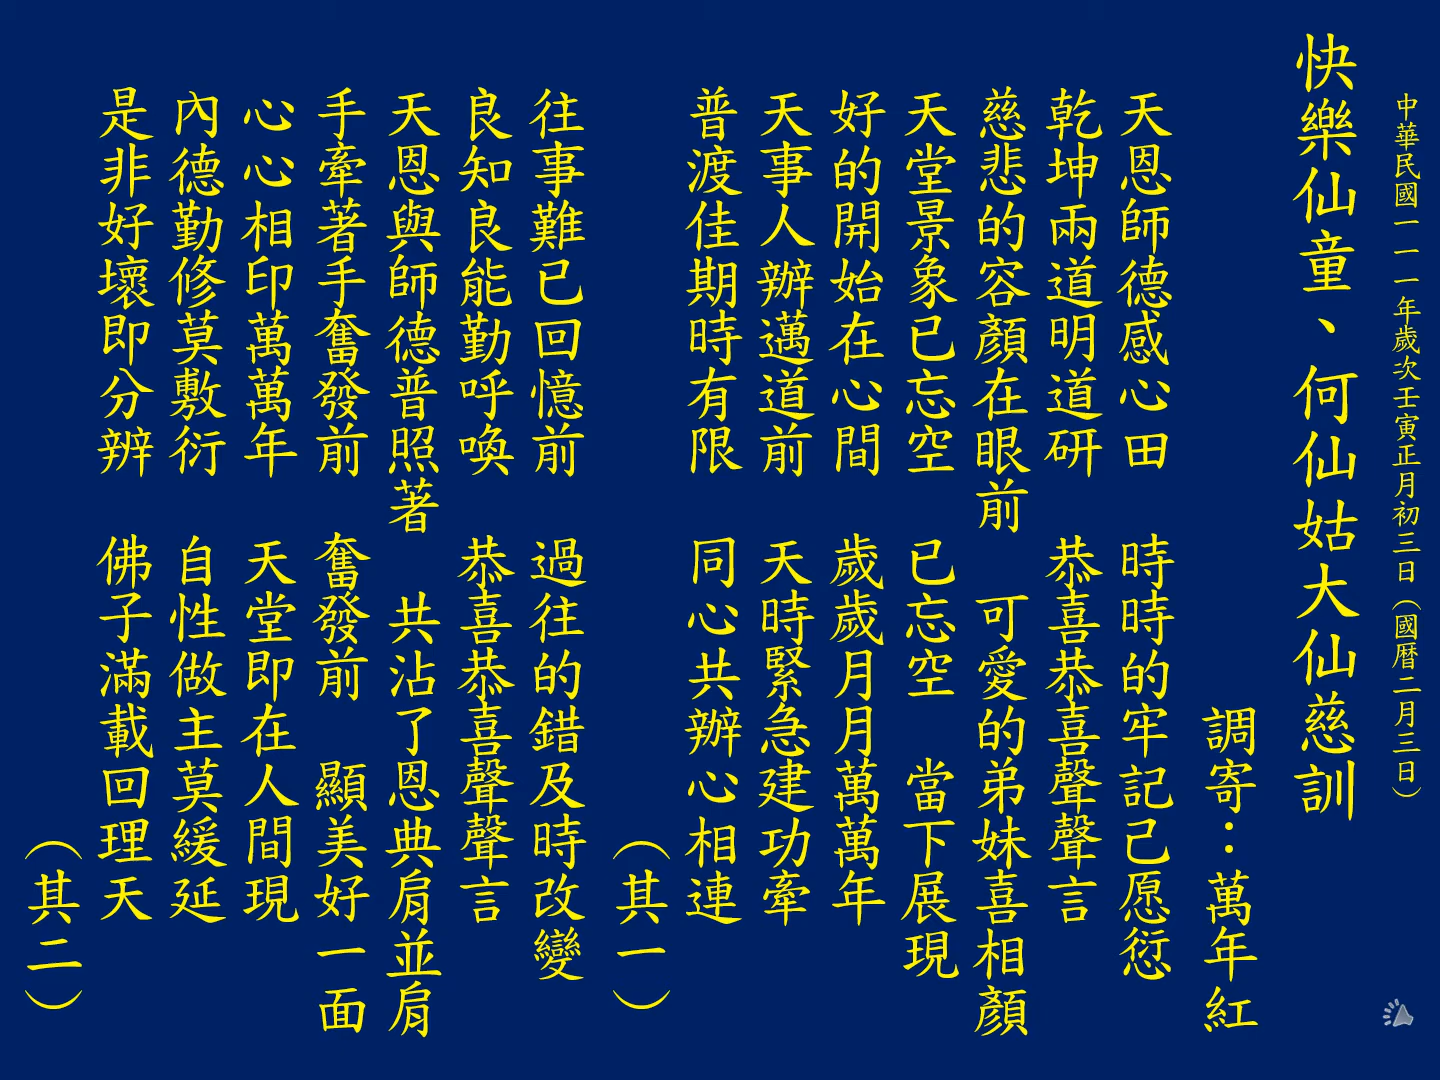 中華民國一一一年歲次壬寅正月初三日（國曆二月三日）
快樂仙童、何仙姑大仙慈訓
調寄：萬年紅
天恩師德感心田　時時的牢記己愿愆
乾坤兩道明道研　恭喜恭喜聲聲言
慈悲的容顏在眼前　可愛的弟妹喜相顏
天堂景象已忘空　已忘空　當下展現
好的開始在心間　歲歲月月萬萬年
天事人辦邁道前　天時緊急建功牽
普渡佳期時有限　同心共辦心相連
（其一）
往事難已回憶前　過往的錯及時改變
良知良能勤呼喚　恭喜恭喜聲聲言
天恩與師德普照著　共沾了恩典肩並肩
手牽著手奮發前　奮發前　顯美好一面
心心相印萬萬年　天堂即在人間現
內德勤修莫敷衍　自性做主莫緩延
是非好壞即分辨　佛子滿載回理天
（其二）